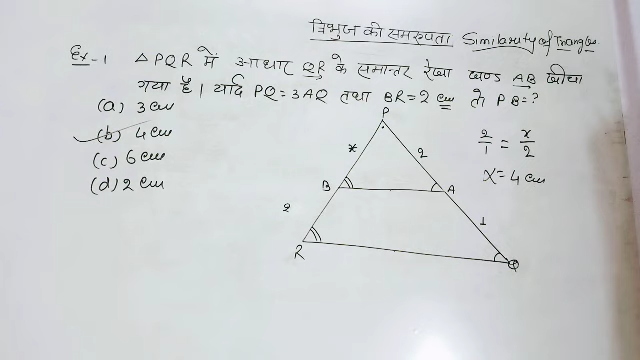 त्रिभुज की समरुपता Similarity of Triangles
Ex-1 △PQR में आधार QR के समान्तर रेखा खण्ड AB खींचा
गया है। यदि PQ=3AQ तथा BR=2 cm तो PB=?
(a) 3 cm
(b) 4 cm
(c) 6 cm
(d) 2 cm
P
x 2
B A
2 1
R Q
2/1 = x/2
x=4 cm